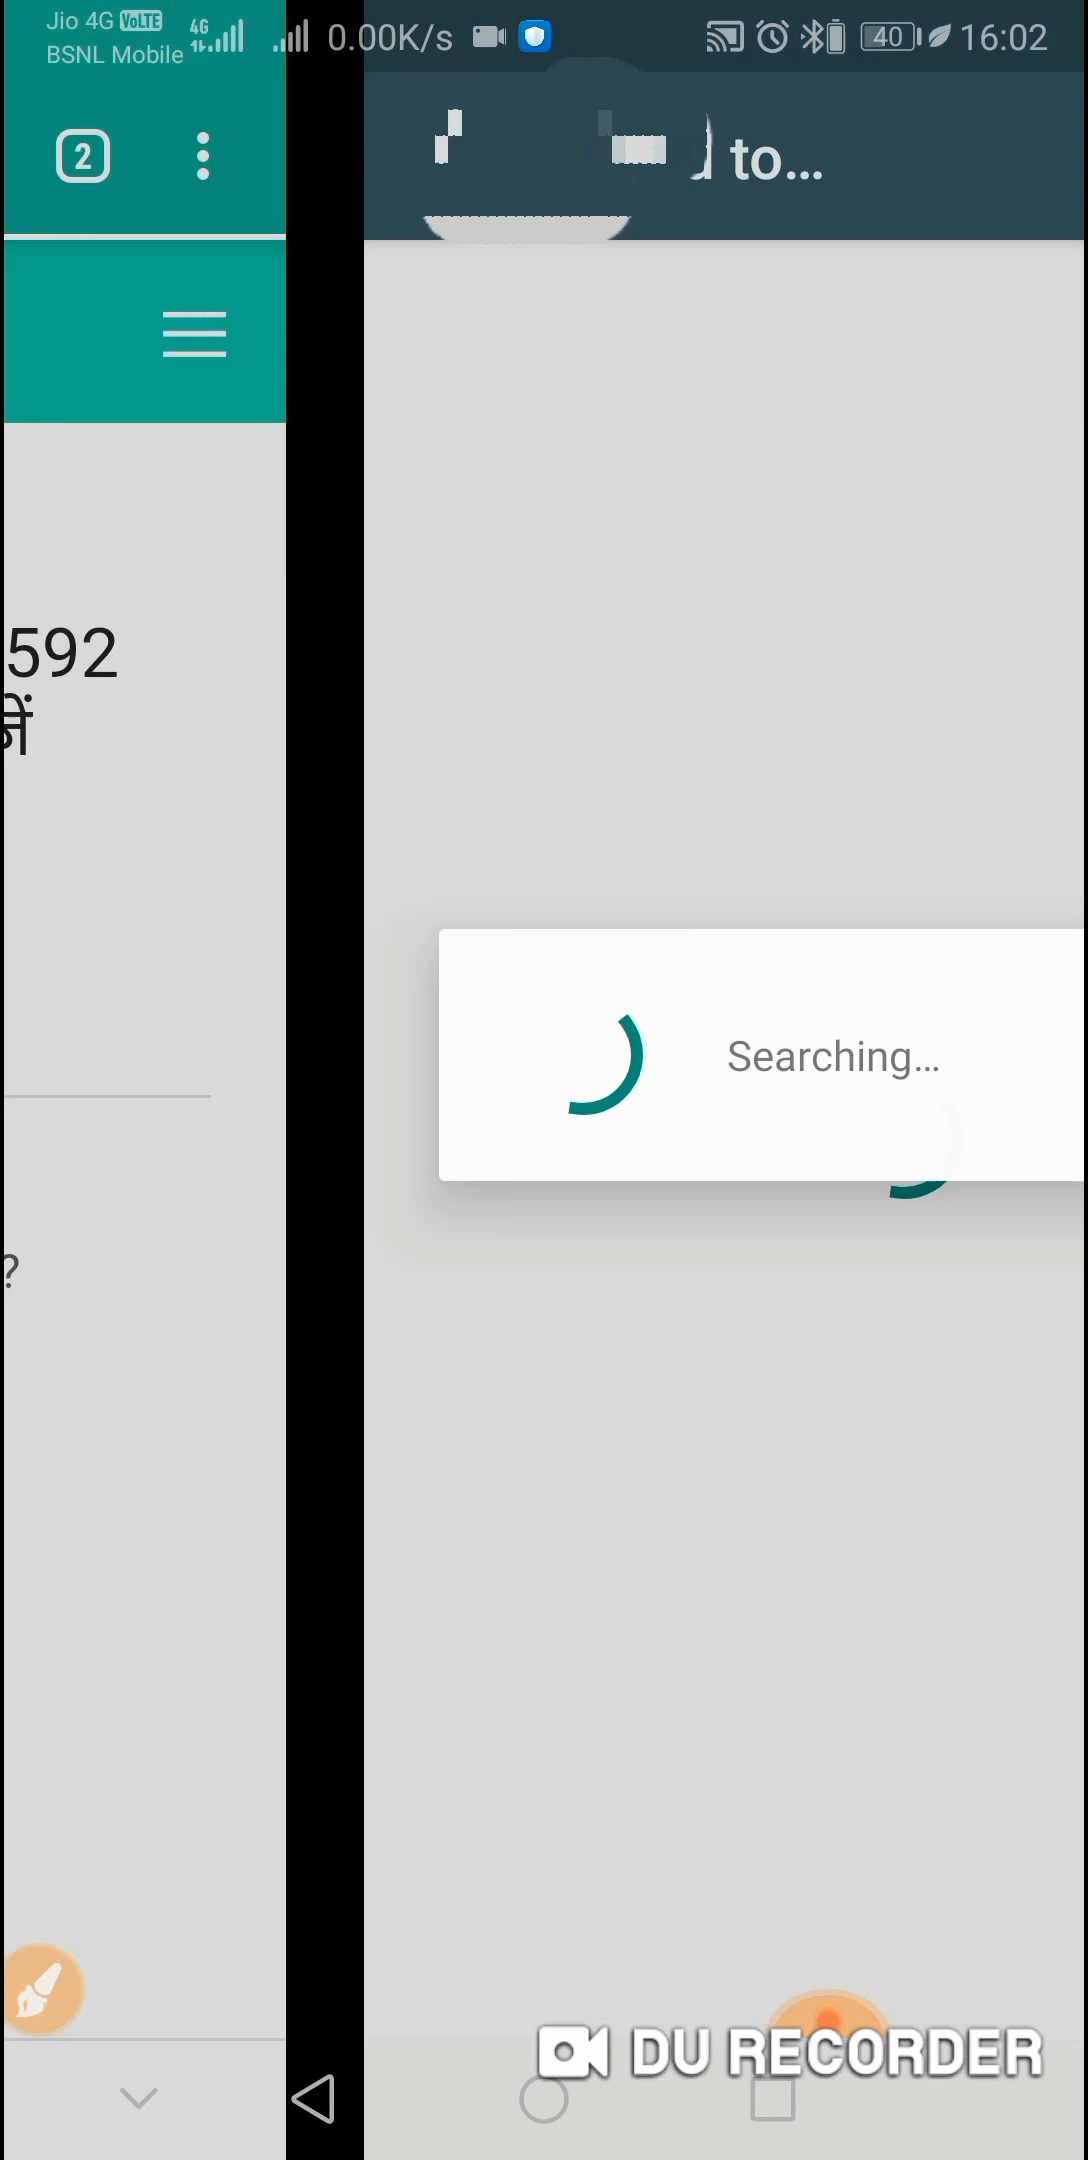 Jio 4G VoLTE 4G 0.00K/s 40 16:02
BSNL Mobile
2
to...
592
?
Searching...
DU RECORDER